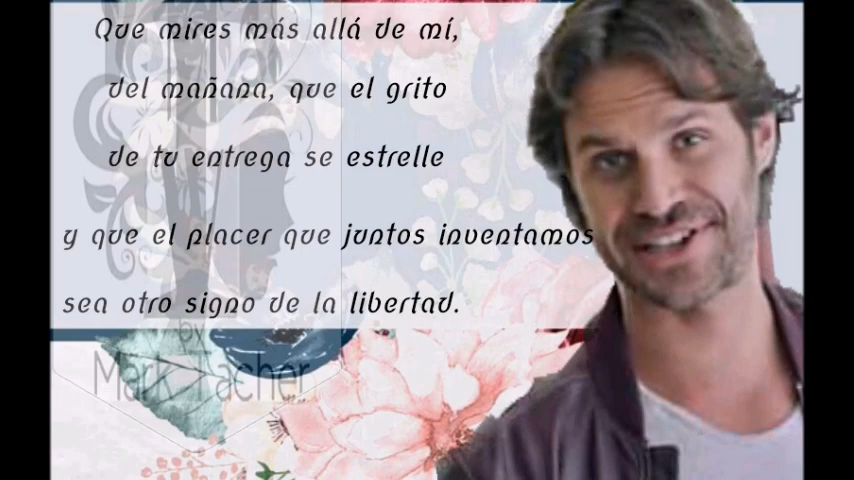 Que mires más allá de mí,
del mañana, que el grito
de tu entrega se estrelle
y que el placer que juntos inventamos
sea otro signo de la libertad.
by
Mark Tacher